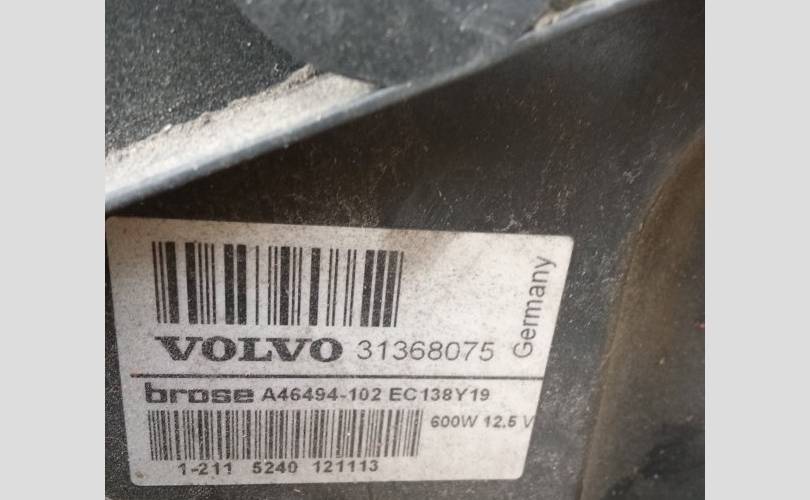 Germany
VOLVO 31368075
brose A46494-102 EC138Y19
600W 12.5 V
1-211 5240 121113